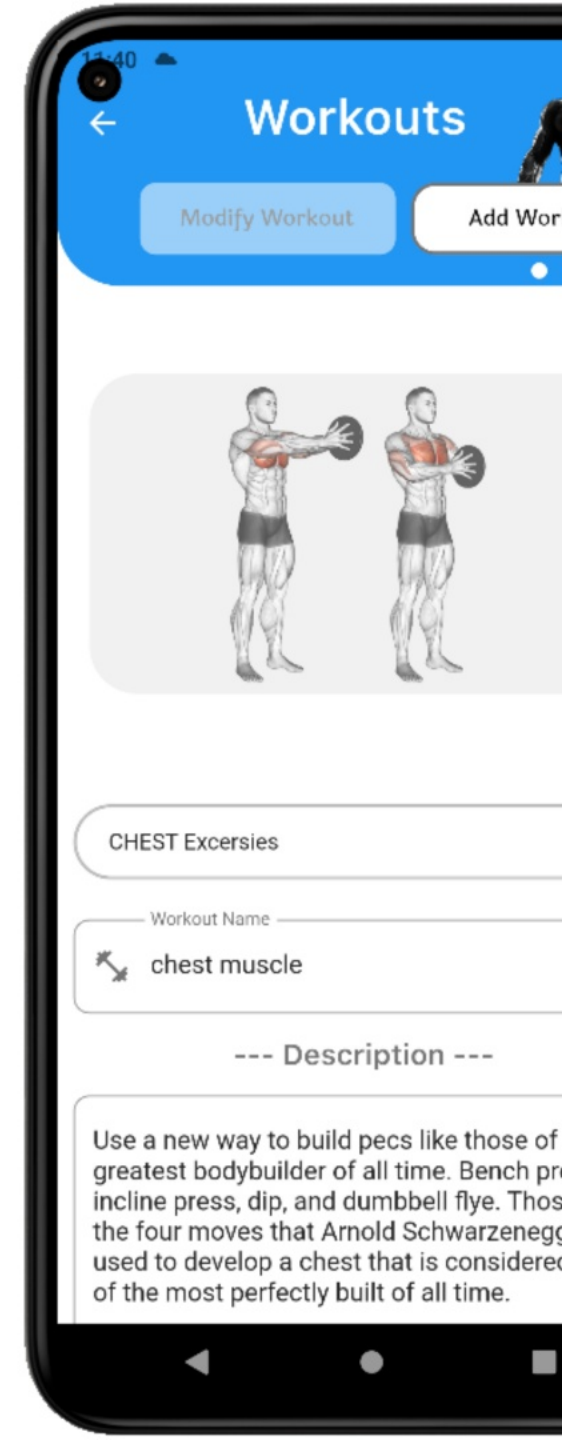 11:40
Workouts
Modify Workout
Add Wor
CHEST Excersies
Workout Name
chest muscle
--- Description ---
Use a new way to build pecs like those of
greatest bodybuilder of all time. Bench pre
incline press, dip, and dumbbell flye. Thos
the four moves that Arnold Schwarzenegg
used to develop a chest that is considered
of the most perfectly built of all time.